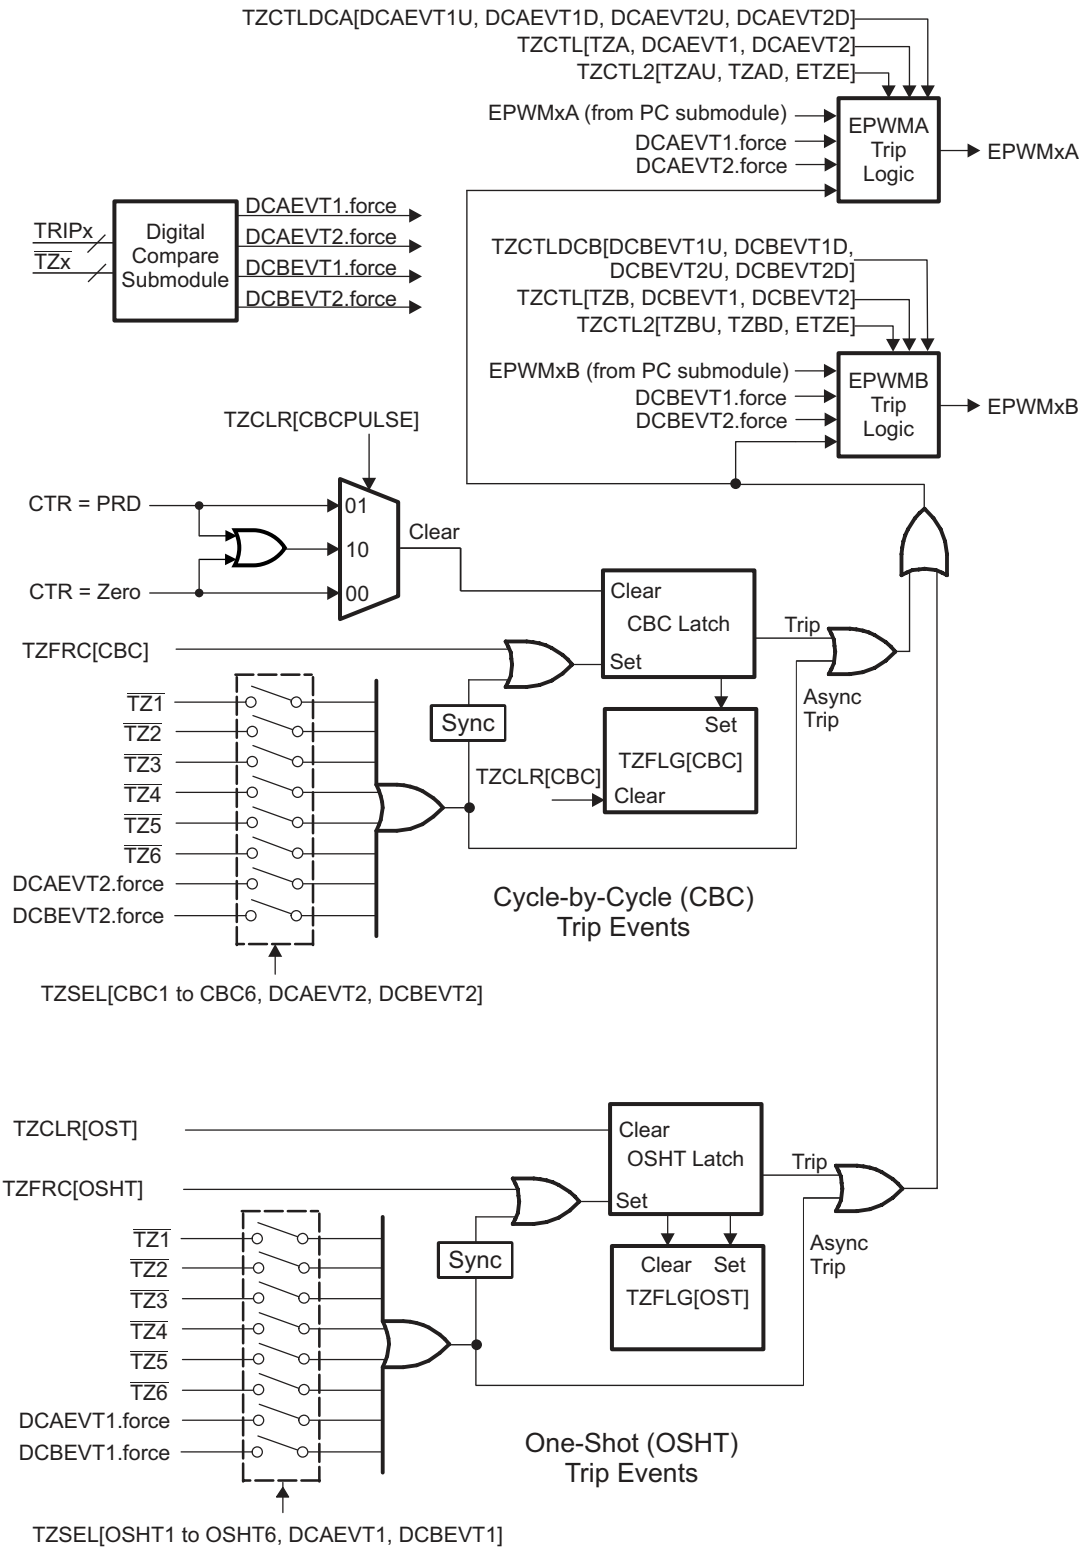 TZCTLDCA[DCAEVT1U, DCAEVT1D, DCAEVT2U, DCAEVT2D]
TZCTL[TZA, DCAEVT1, DCAEVT2]
TZCTL2[TZAU, TZAD, ETZE]
EPWMxA (from PC submodule)
DCAEVT1.force
DCAEVT2.force
EPWMA
Trip
Logic
EPWMxA
TRIPx
TZx
Digital
Compare
Submodule
DCAEVT1.force
DCAEVT2.force
DCBEVT1.force
DCBEVT2.force
TZCTLDCB[DCBEVT1U, DCBEVT1D,
DCBEVT2U, DCBEVT2D]
TZCTL[TZB, DCBEVT1, DCBEVT2]
TZCTL2[TZBU, TZBD, ETZE]
EPWMxB (from PC submodule)
DCBEVT1.force
DCBEVT2.force
EPWMB
Trip
Logic
EPWMxB
TZCLR[CBCPULSE]
CTR = PRD
CTR = Zero
01
10
00
Clear
Clear
CBC Latch
Set
Trip
Async
Trip
TZFRC[CBC]
Sync
Set
TZFLG[CBC]
Clear
TZCLR[CBC]
TZ1
TZ2
TZ3
TZ4
TZ5
TZ6
DCAEVT2.force
DCBEVT2.force
Cycle-by-Cycle (CBC)
Trip Events
TZSEL[CBC1 to CBC6, DCAEVT2, DCBEVT2]
TZCLR[OST]
TZFRC[OSHT]
Clear
OSHT Latch
Set
Trip
Async
Trip
Sync
Clear Set
TZFLG[OST]
TZ1
TZ2
TZ3
TZ4
TZ5
TZ6
DCAEVT1.force
DCBEVT1.force
One-Shot (OSHT)
Trip Events
TZSEL[OSHT1 to OSHT6, DCAEVT1, DCBEVT1]